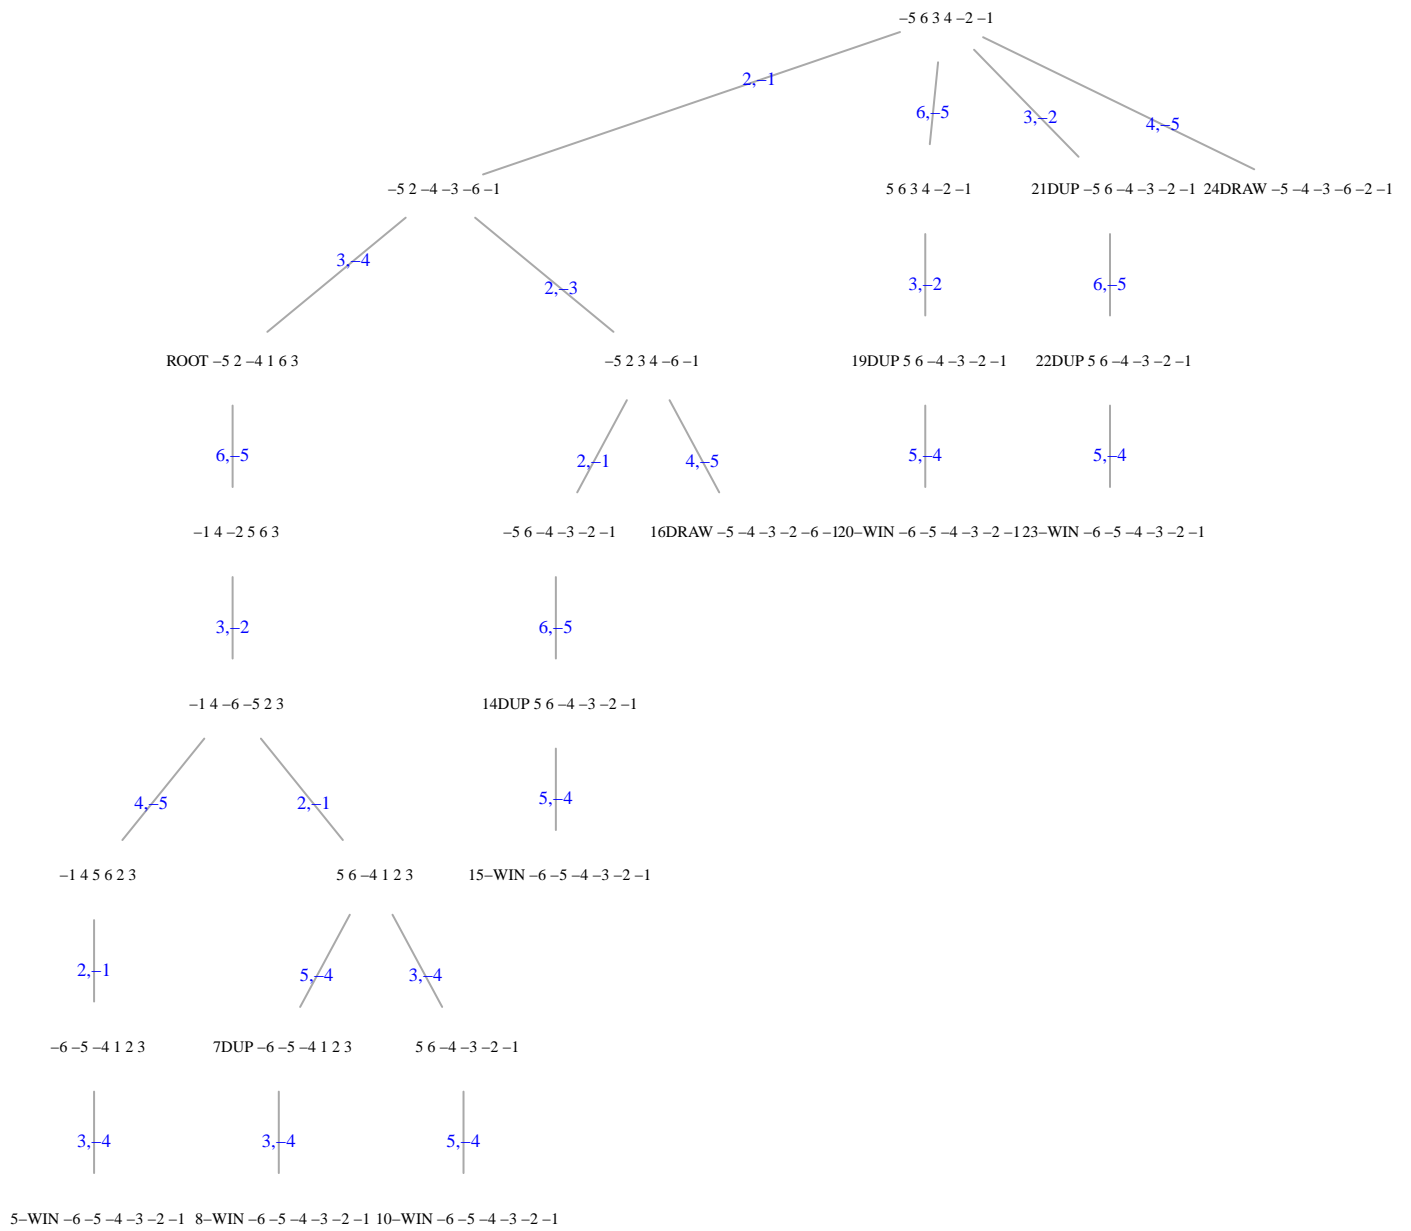 −5 6 3 4 −2 −1
2,−1
6,−5
3,−2
4,−5
−5 2 −4 −3 −6 −1
5 6 3 4 −2 −1
21DUP −5 6 −4 −3 −2 −1
24DRAW −5 −4 −3 −6 −2 −1
3,−4
2,−3
3,−2
6,−5
ROOT −5 2 −4 1 6 3
−5 2 3 4 −6 −1
19DUP 5 6 −4 −3 −2 −1
22DUP 5 6 −4 −3 −2 −1
6,−5
2,−1
4,−5
5,−4
5,−4
−1 4 −2 5 6 3
−5 6 −4 −3 −2 −1
16DRAW −5 −4 −3 −2 −6 −1
20−WIN −6 −5 −4 −3 −2 −1
23−WIN −6 −5 −4 −3 −2 −1
3,−2
6,−5
−1 4 −6 −5 2 3
14DUP 5 6 −4 −3 −2 −1
4,−5
2,−1
5,−4
−1 4 5 6 2 3
5 6 −4 1 2 3
15−WIN −6 −5 −4 −3 −2 −1
2,−1
5,−4
3,−4
−6 −5 −4 1 2 3
7DUP −6 −5 −4 1 2 3
5 6 −4 −3 −2 −1
3,−4
3,−4
5,−4
5−WIN −6 −5 −4 −3 −2 −1
8−WIN −6 −5 −4 −3 −2 −1
10−WIN −6 −5 −4 −3 −2 −1